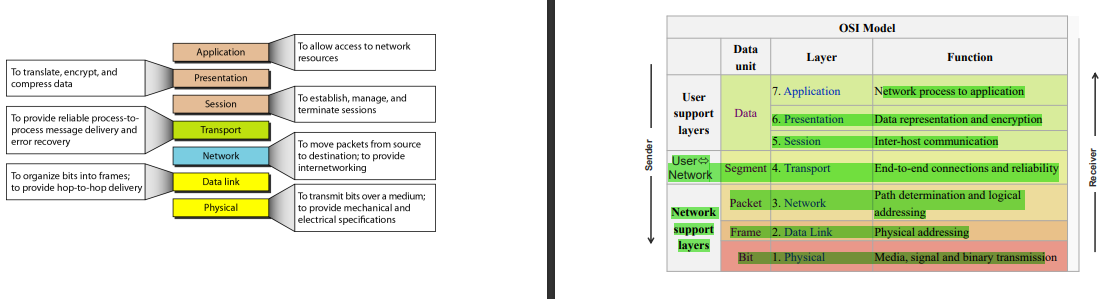 Application
To allow access to network
resources
To translate, encrypt, and
compress data
Presentation
Session
To establish, manage, and
terminate sessions
To provide reliable process-to-
process message delivery and
error recovery
Transport
Network
To move packets from source
to destination; to provide
internetworking
To organize bits into frames;
to provide hop-to-hop delivery
Data link
Physical
To transmit bits over a medium;
to provide mechanical and
electrical specifications
OSI Model
Data
unit
Layer
Function
User
support
layers
Data
7. Application
Network process to application
6. Presentation
Data representation and encryption
5. Session
Inter-host communication
User⇔
Network
Segment
4. Transport
End-to-end connections and reliability
Network
support
layers
Packet
3. Network
Path determination and logical
addressing
Frame
2. Data Link
Physical addressing
Bit
1. Physical
Media, signal and binary transmission
Sender
Receiver